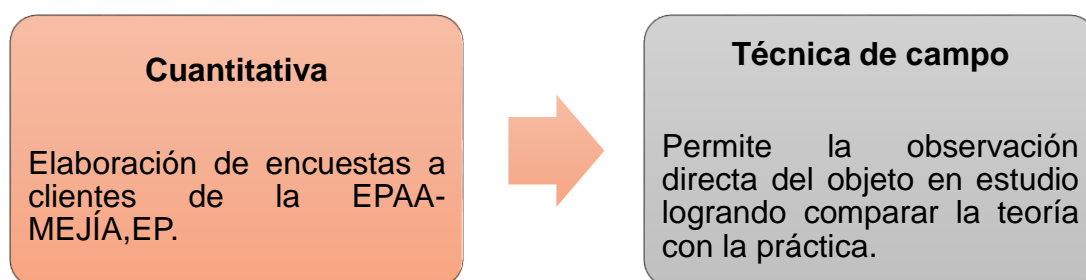 Cuantitativa
Elaboración de encuestas a
clientes de la EPAA-
MEJÍA,EP.
Técnica de campo
Permite la observación
directa del objeto en estudio
logrando comparar la teoría
con la práctica.